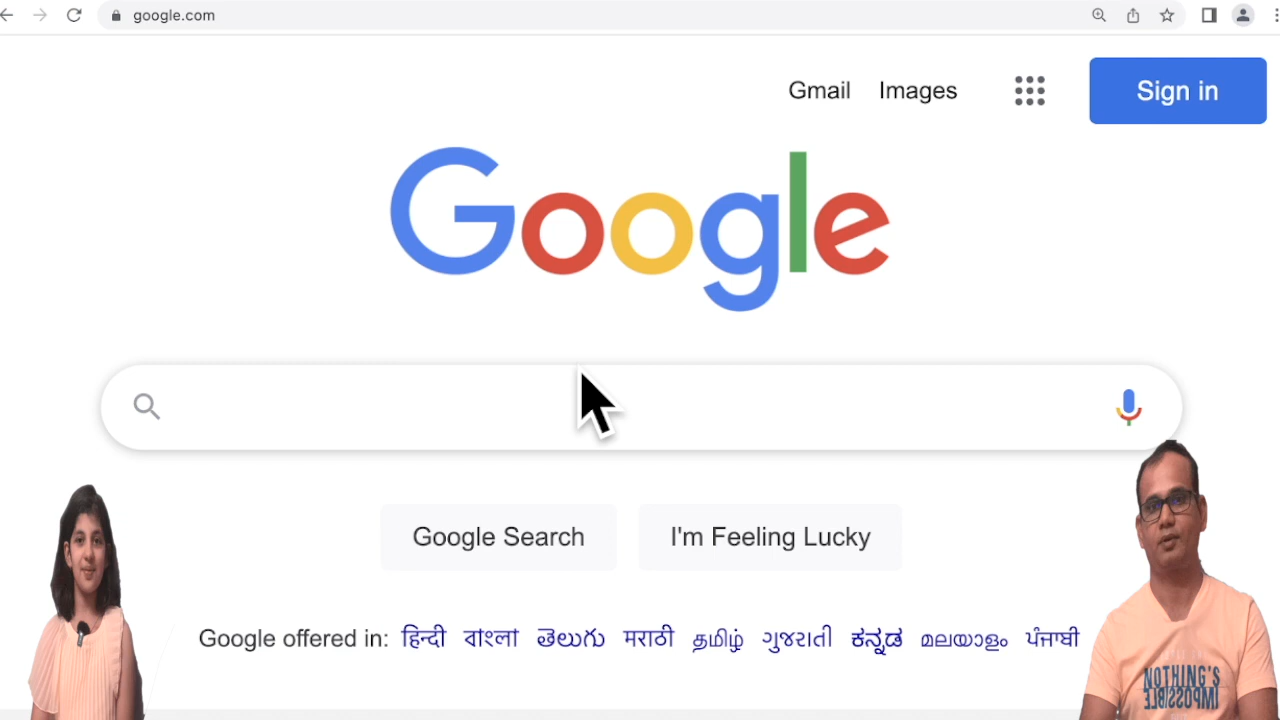 google.com
Gmail Images Sign in
Google
Google Search I'm Feeling Lucky
Google offered in: हिन्दी বাংলা తెలుగు मराठी தமிழ் ગુજરાતી ಕನ್ನಡ മലയാളം ਪੰਜਾਬੀ
NOTHING'S
IMPOSSIBLE